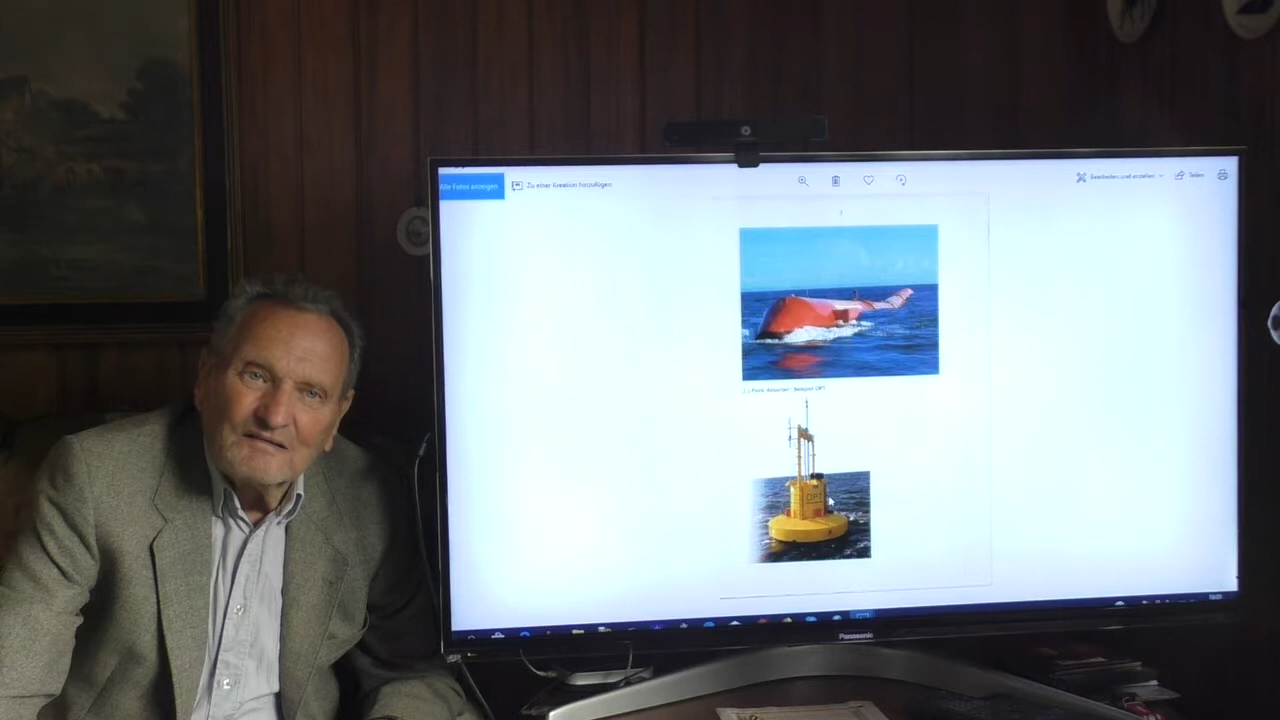 Alle Fotos anzeigen
Zu einer Kreation hinzufügen
Bearbeiten und erstellen
Teilen
OPT
Panasonic